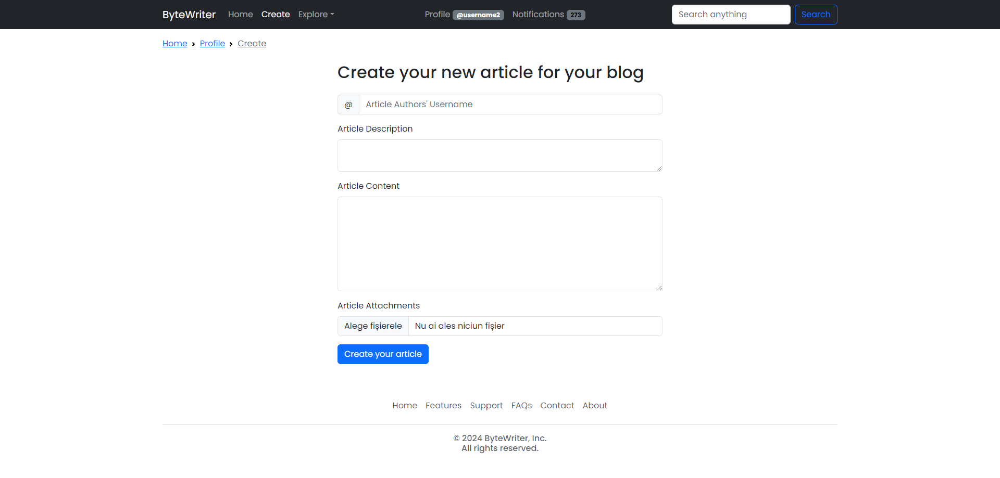 ByteWriter Home Create Explore Profile @username2 Notifications 273 Search anything Search
Home › Profile › Create
Create your new article for your blog
@ Article Authors' Username
Article Description
Article Content
Article Attachments
Alege fișierele Nu ai ales niciun fișier
Create your article
Home Features Support FAQs Contact About
© 2024 ByteWriter, Inc.
All rights reserved.